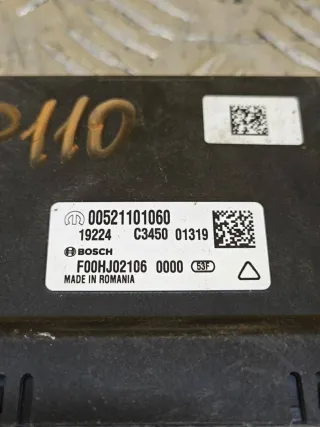 P110
00521101060
19224 C3450 01319
BOSCH
F00HJ02106 0000 53F
MADE IN ROMANIA